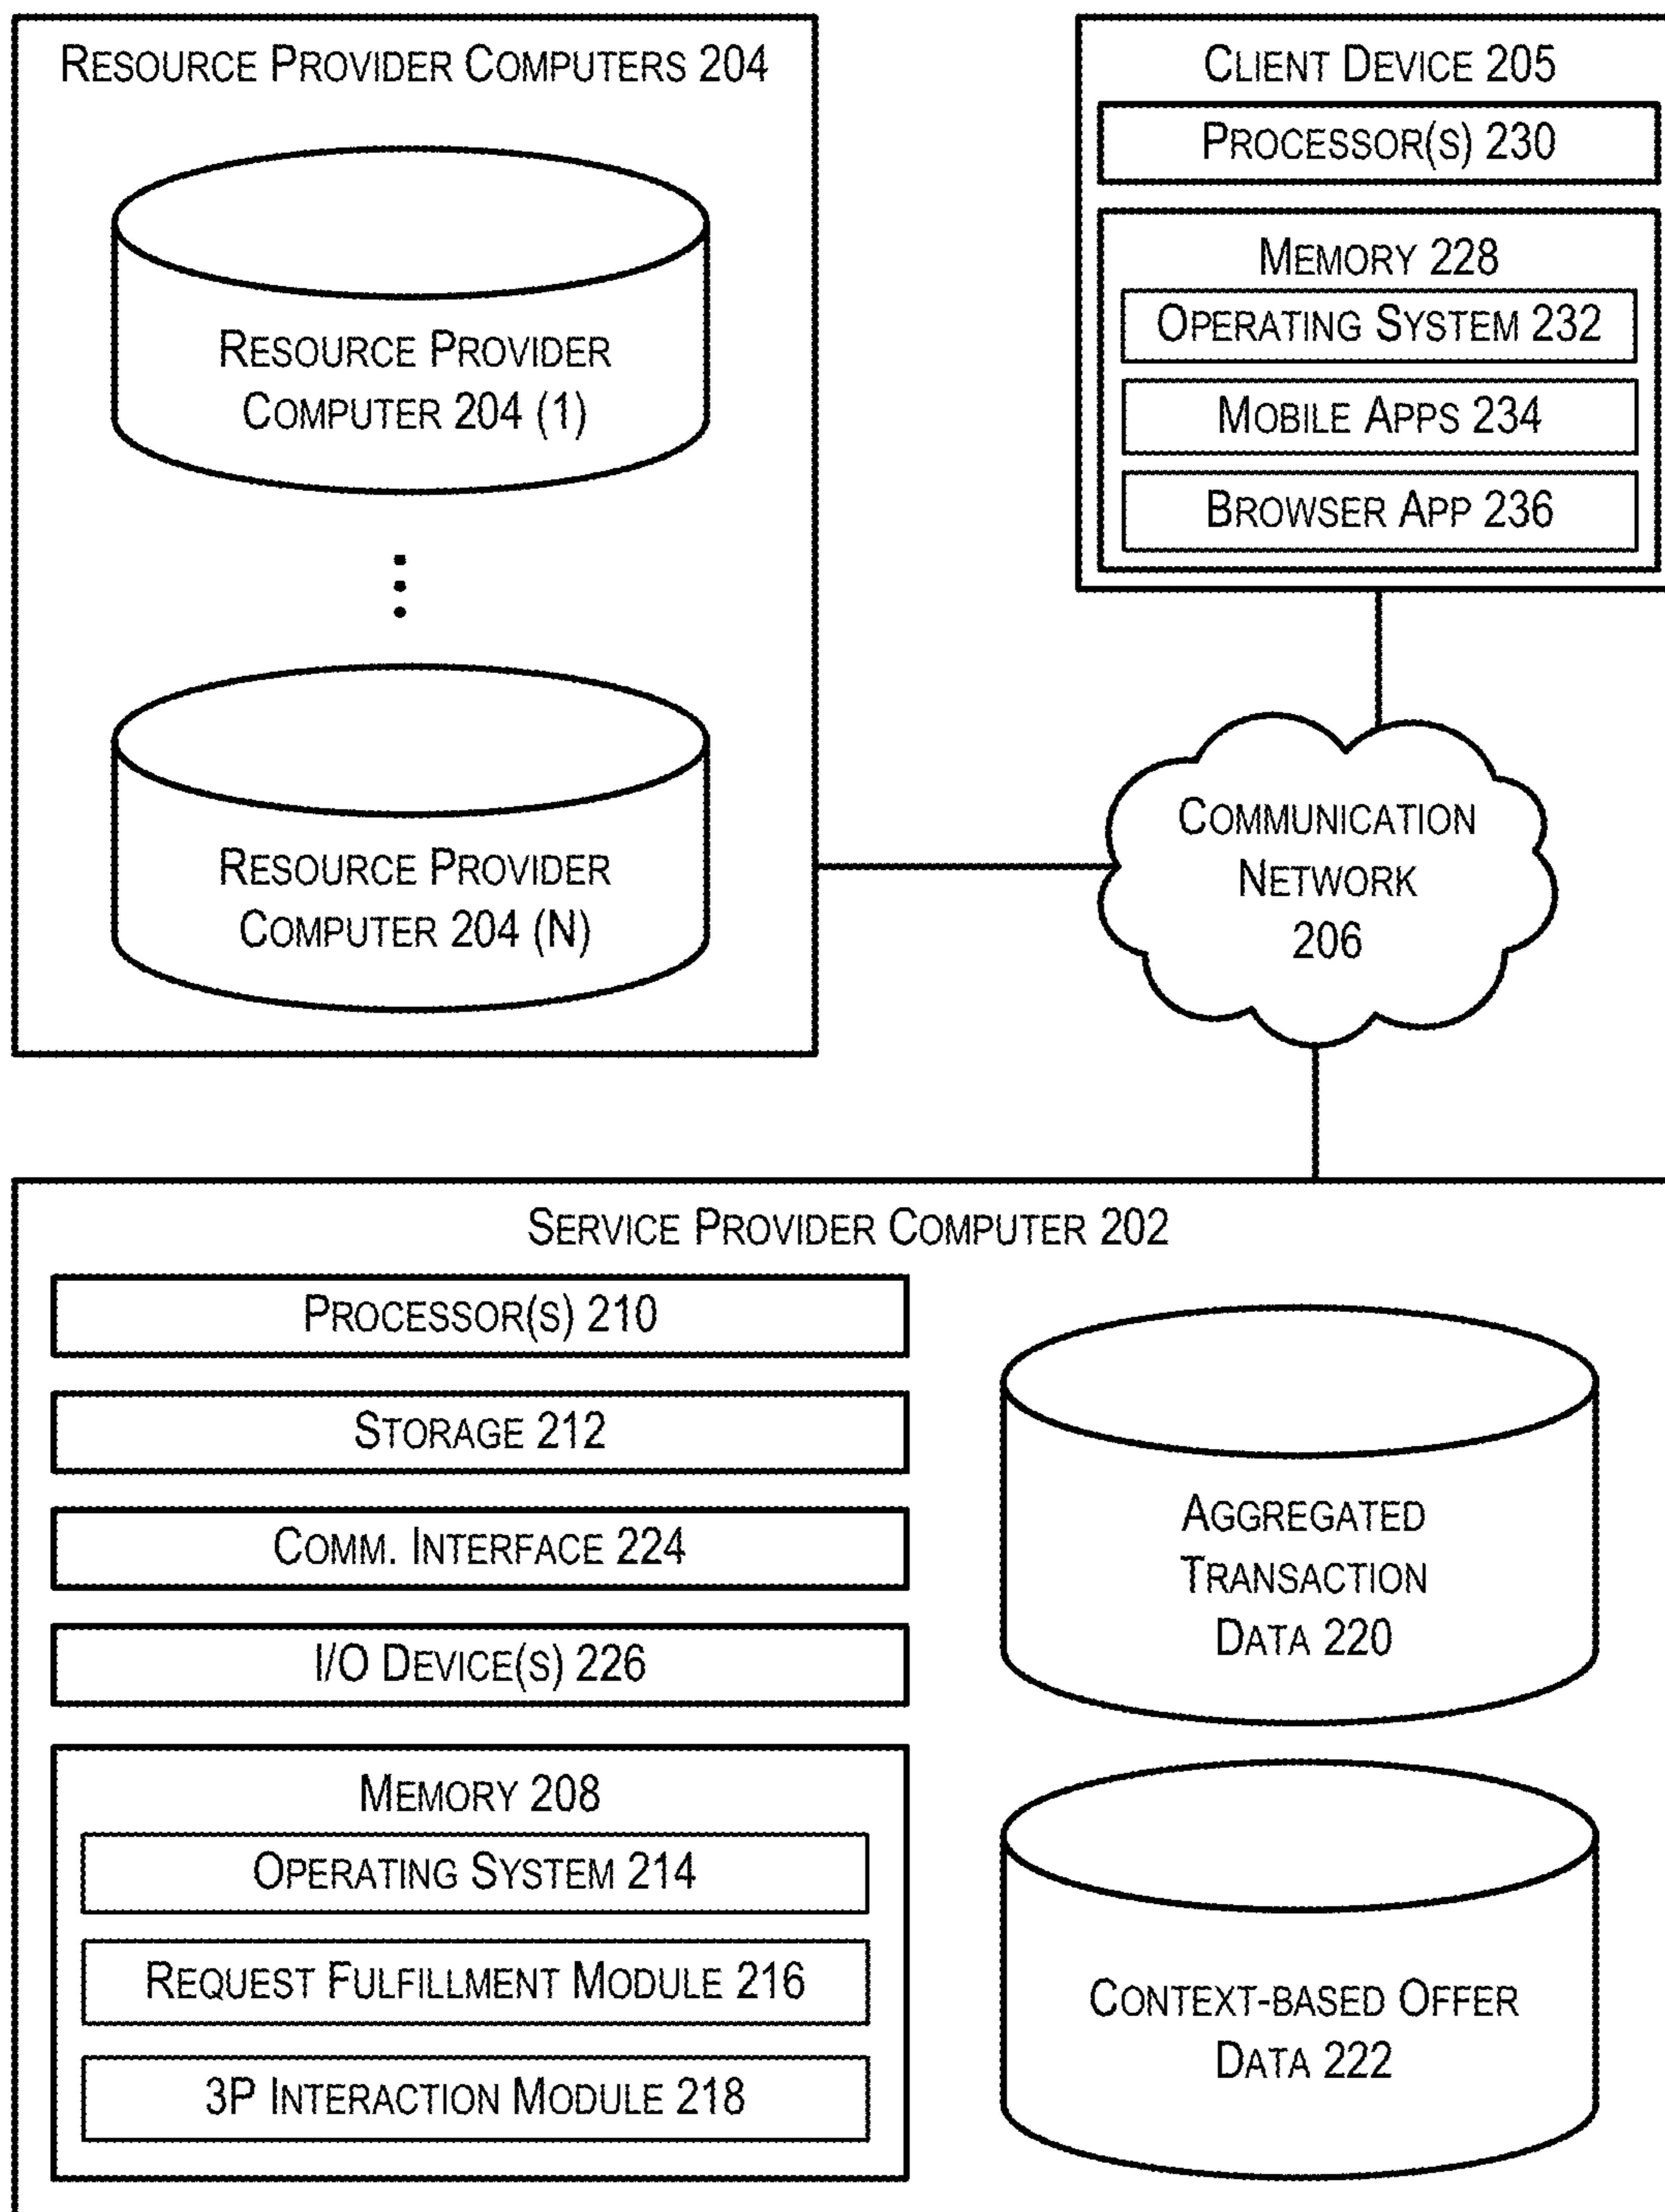 RESOURCE PROVIDER COMPUTERS 204
RESOURCE PROVIDER
COMPUTER 204 (1)
RESOURCE PROVIDER
COMPUTER 204 (N)
CLIENT DEVICE 205
PROCESSOR(S) 230
MEMORY 228
OPERATING SYSTEM 232
MOBILE APPS 234
BROWSER APP 236
COMMUNICATION
NETWORK
206
SERVICE PROVIDER COMPUTER 202
PROCESSOR(S) 210
STORAGE 212
COMM. INTERFACE 224
I/O DEVICE(S) 226
MEMORY 208
OPERATING SYSTEM 214
REQUEST FULFILLMENT MODULE 216
3P INTERACTION MODULE 218
AGGREGATED
TRANSACTION
DATA 220
CONTEXT-BASED OFFER
DATA 222